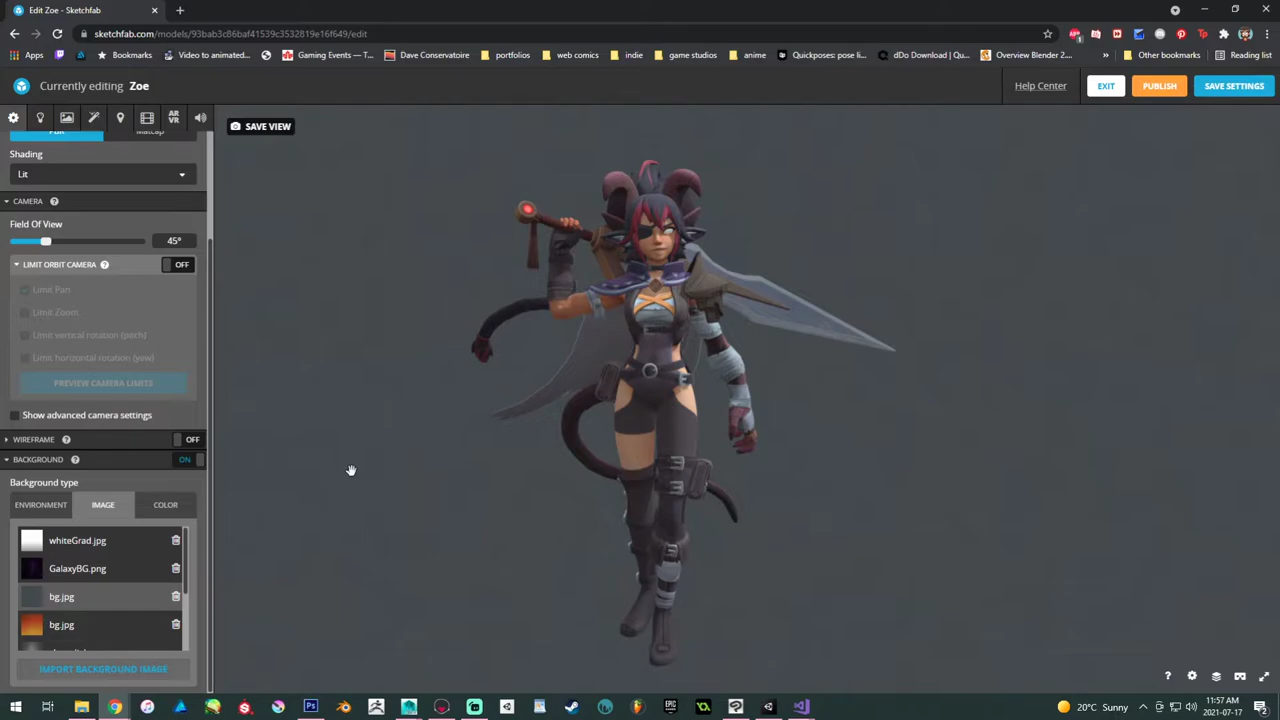 Edit Zoe - Sketchfab
sketchfab.com/models/93bab3c86baf41539c3532819e16f649/edit
Apps
Bookmarks
Video to animated...
Gaming Events — T...
Dave Conservatoire
portfolios
web comics
indie
game studios
anime
Quickposes: pose li...
dDo Download | Qu...
Overview Blender 2....
Other bookmarks
Reading list
Currently editing Zoe
Help Center
EXIT
PUBLISH
SAVE SETTINGS
AR
VR
SAVE VIEW
PBR
Matcap
Shading
Lit
CAMERA
Field Of View
45°
LIMIT ORBIT CAMERA
OFF
Limit Pan
Limit Zoom
Limit vertical rotation (pitch)
Limit horizontal rotation (yaw)
PREVIEW CAMERA LIMITS
Show advanced camera settings
WIREFRAME
OFF
BACKGROUND
ON
Background type
ENVIRONMENT
IMAGE
COLOR
whiteGrad.jpg
GalaxyBG.png
bg.jpg
bg.jpg
IMPORT BACKGROUND IMAGE
20°C Sunny
11:57 AM
2021-07-17